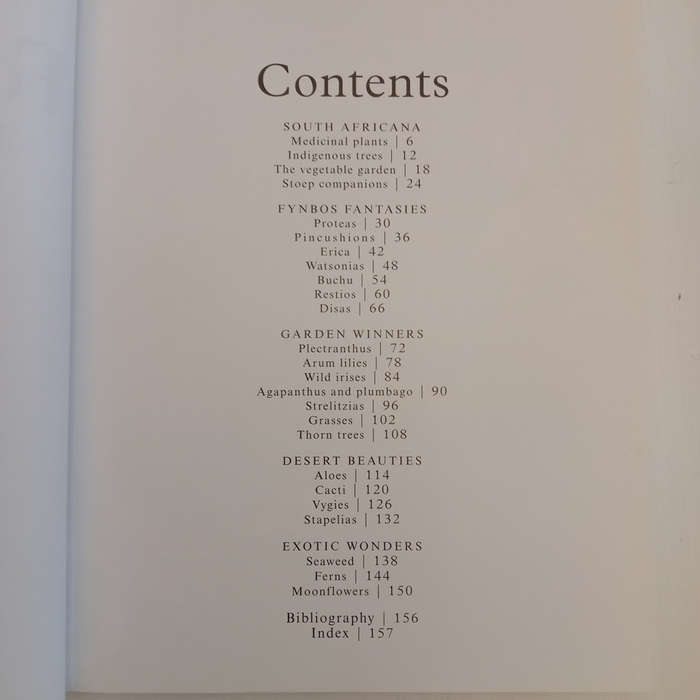 Contents
SOUTH AFRICANA
Medicinal plants | 6
Indigenous trees | 12
The vegetable garden | 18
Stoep companions | 24
FYNBOS FANTASIES
Proteas | 30
Pincushions | 36
Erica | 42
Watsonias | 48
Buchu | 54
Restios | 60
Disas | 66
GARDEN WINNERS
Plectranthus | 72
Arum lilies | 78
Wild irises | 84
Agapanthus and plumbago | 90
Strelitzias | 96
Grasses | 102
Thorn trees | 108
DESERT BEAUTIES
Aloes | 114
Cacti | 120
Vygies | 126
Stapelias | 132
EXOTIC WONDERS
Seaweed | 138
Ferns | 144
Moonflowers | 150
Bibliography | 156
Index | 157